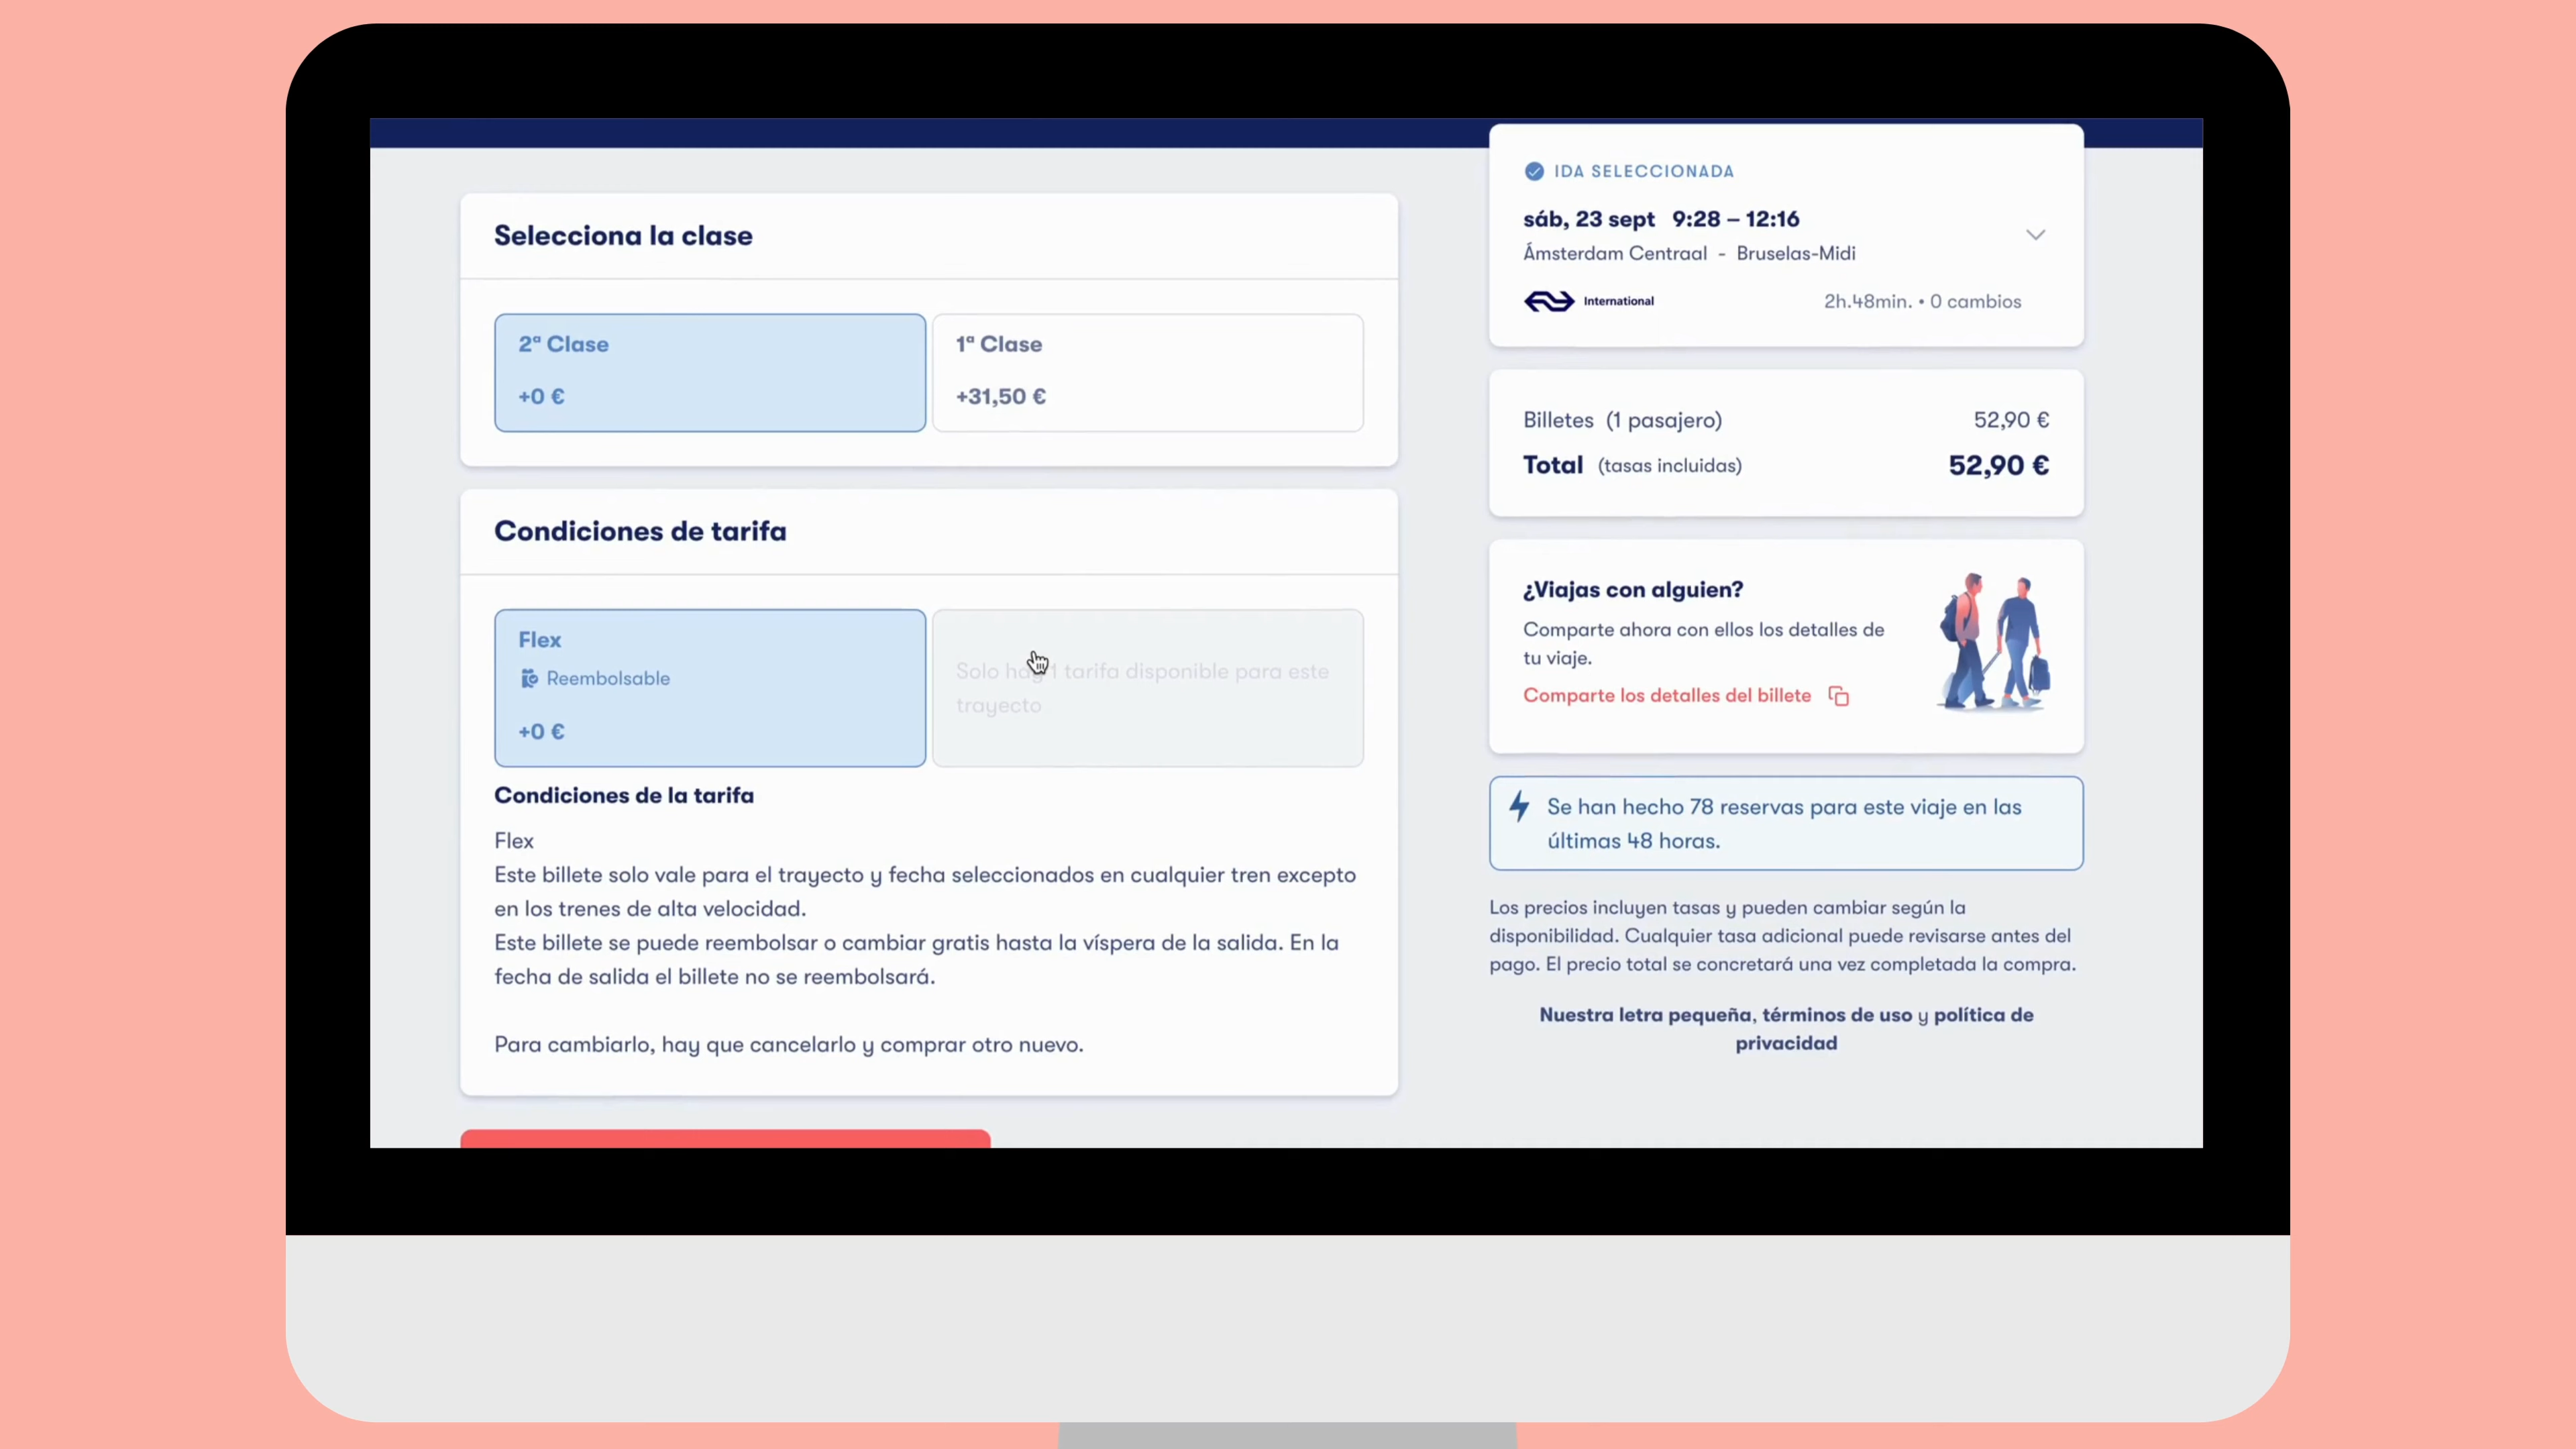 Selecciona la clase
2ª Clase
+0 €
1ª Clase
+31,50 €
Condiciones de tarifa
Flex
Reembolsable
+0 €
Solo hay 1 tarifa disponible para este
trayecto
Condiciones de la tarifa
Flex
Este billete solo vale para el trayecto y fecha seleccionados en cualquier tren excepto
en los trenes de alta velocidad.
Este billete se puede reembolsar o cambiar gratis hasta la víspera de la salida. En la
fecha de salida el billete no se reembolsará.
Para cambiarlo, hay que cancelarlo y comprar otro nuevo.
IDA SELECCIONADA
sáb, 23 sept 9:28 – 12:16
Ámsterdam Centraal - Bruselas-Midi
International
2h.48min. • 0 cambios
Billetes (1 pasajero) 52,90 €
Total (tasas incluidas) 52,90 €
¿Viajas con alguien?
Comparte ahora con ellos los detalles de
tu viaje.
Comparte los detalles del billete
Se han hecho 78 reservas para este viaje en las
últimas 48 horas.
Los precios incluyen tasas y pueden cambiar según la
disponibilidad. Cualquier tasa adicional puede revisarse antes del
pago. El precio total se concretará una vez completada la compra.
Nuestra letra pequeña, términos de uso y política de
privacidad